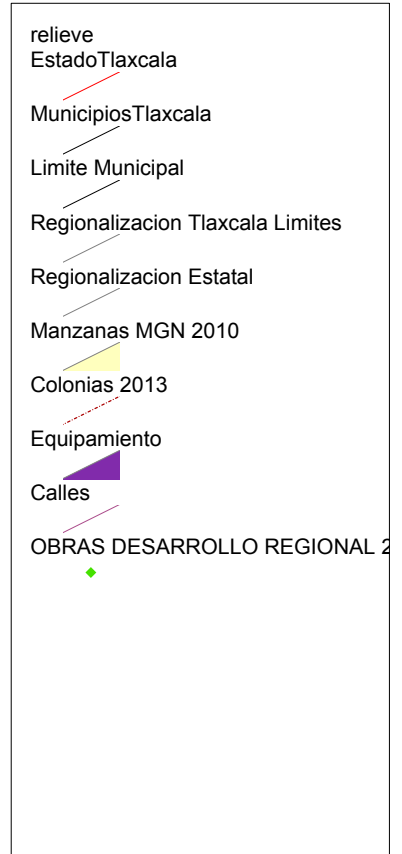 relieve
EstadoTlaxcala
MunicipiosTlaxcala
Limite Municipal
Regionalizacion Tlaxcala Limites
Regionalizacion Estatal
Manzanas MGN 2010
Colonias 2013
Equipamiento
Calles
OBRAS DESARROLLO REGIONAL 2